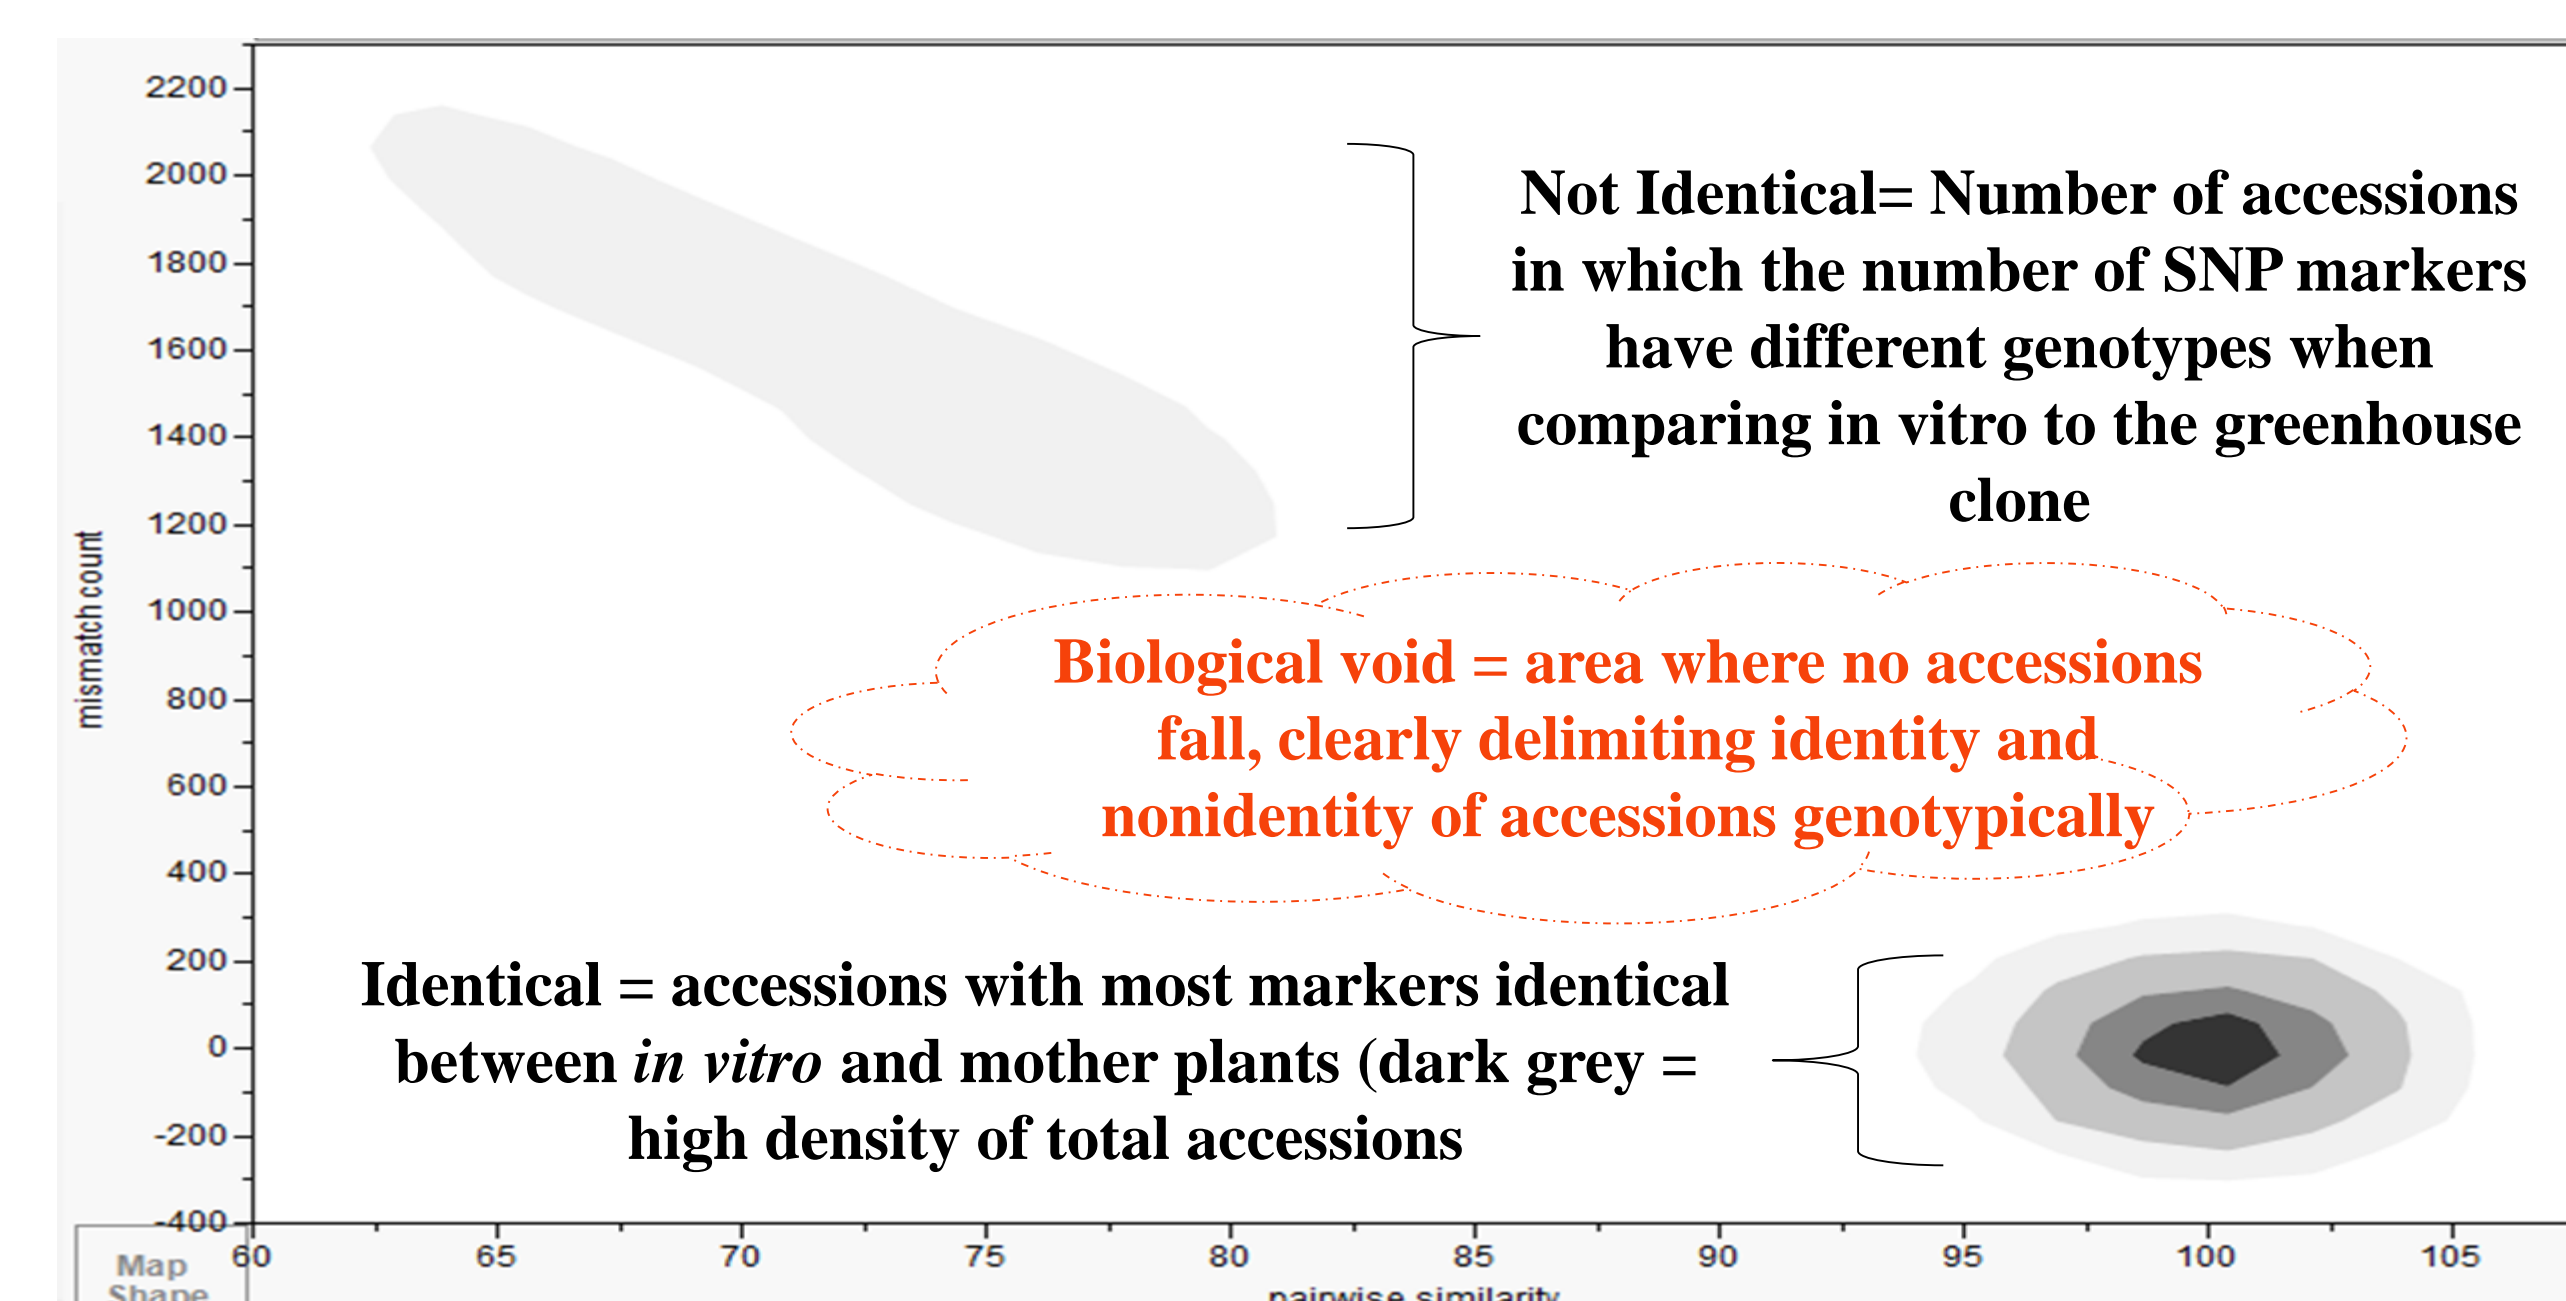 2200
2000
1800
1600
1400
1200
1000
800
600
400
200
0
-200
-400
mismatch count
Not Identical= Number of accessions
in which the number of SNP markers
have different genotypes when
comparing in vitro to the greenhouse
clone
Biological void = area where no accessions
fall, clearly delimiting identity and
nonidentity of accessions genotypically
Identical = accessions with most markers identical
between in vitro and mother plants (dark grey =
high density of total accessions
60 65 70 75 80 85 90 95 100 105
pairwise similarity
Map
Shape